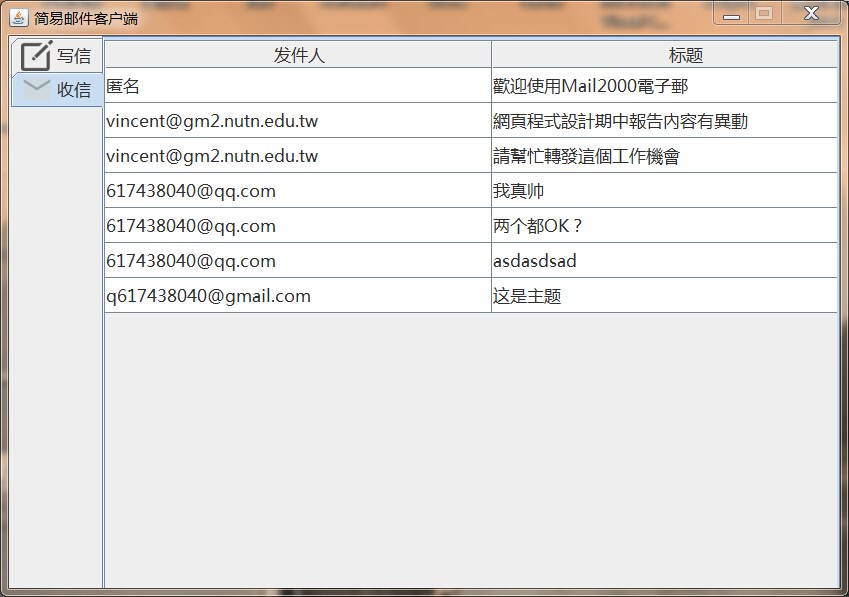 简易邮件客户端
写信
收信
发件人 标题
匿名 歡迎使用Mail2000電子郵
vincent@gm2.nutn.edu.tw 網頁程式設計期中報告內容有異動
vincent@gm2.nutn.edu.tw 請幫忙轉發這個工作機會
617438040@qq.com 我真帅
617438040@qq.com 两个都OK？
617438040@qq.com asdasdsad
q617438040@gmail.com 这是主题